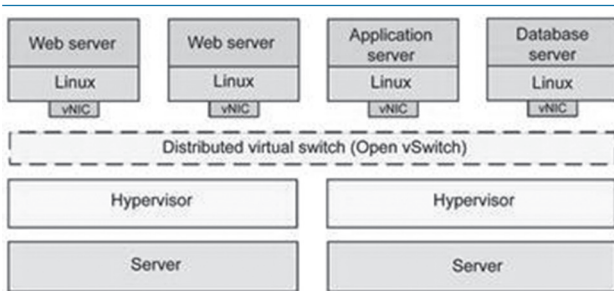 Web server
Web server
Application
server
Database
server
Linux
Linux
Linux
Linux
vNIC
vNIC
vNIC
vNIC
Distributed virtual switch (Open vSwitch)
Hypervisor
Hypervisor
Server
Server